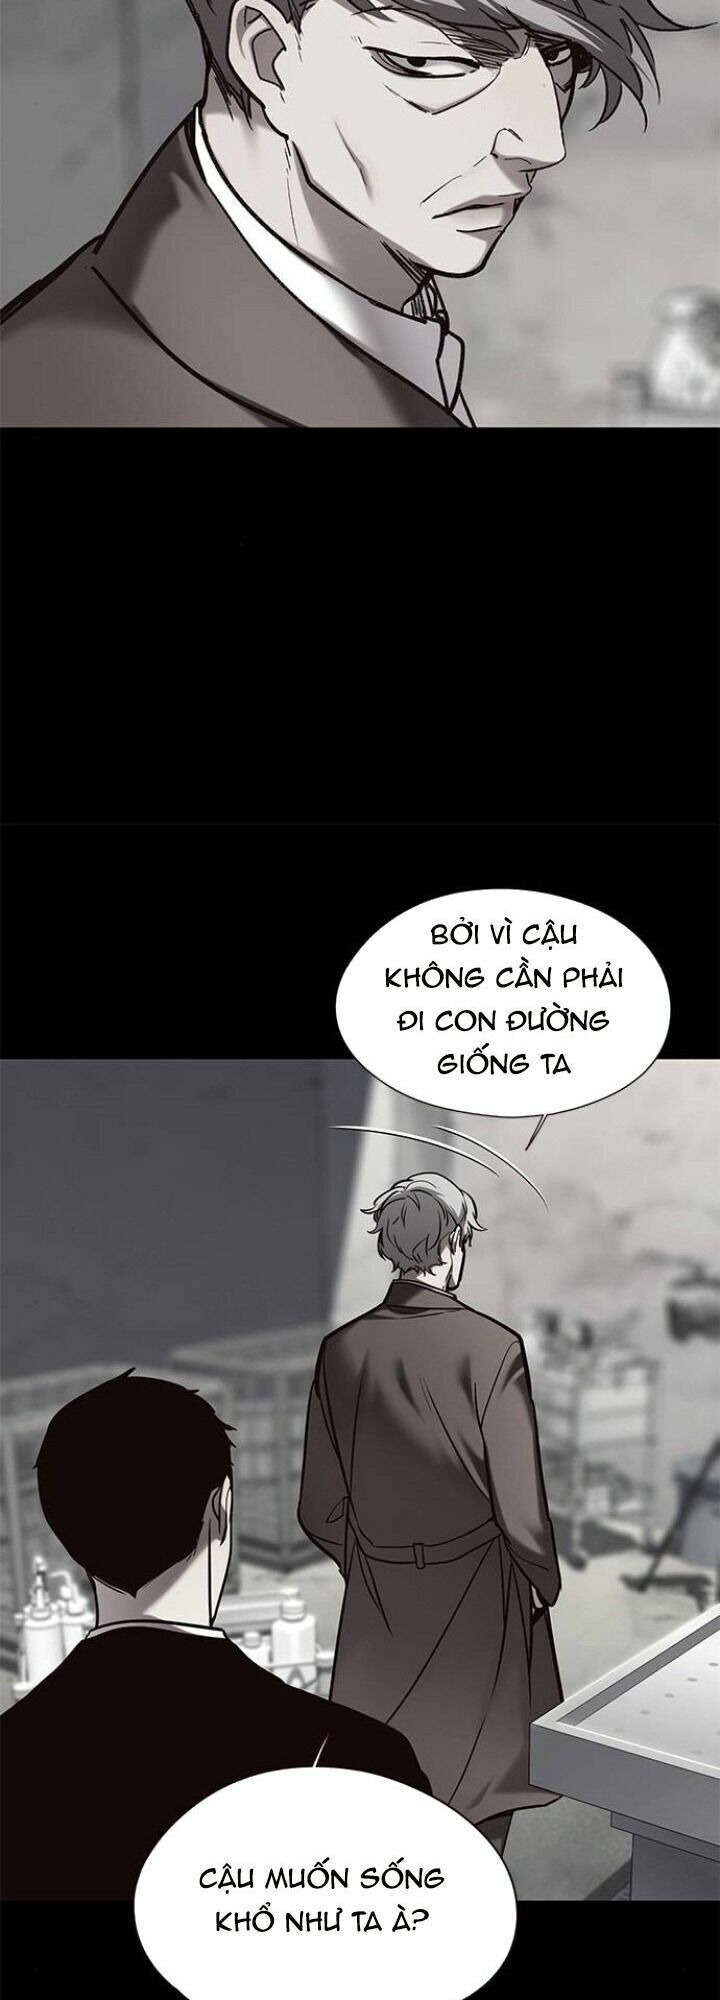 BỞI VÌ CẬU
KHÔNG CẦN PHẢI
ĐI CON ĐƯỜNG
GIỐNG TA
CẬU MUỐN SỐNG
KHỔ NHƯ TA À?